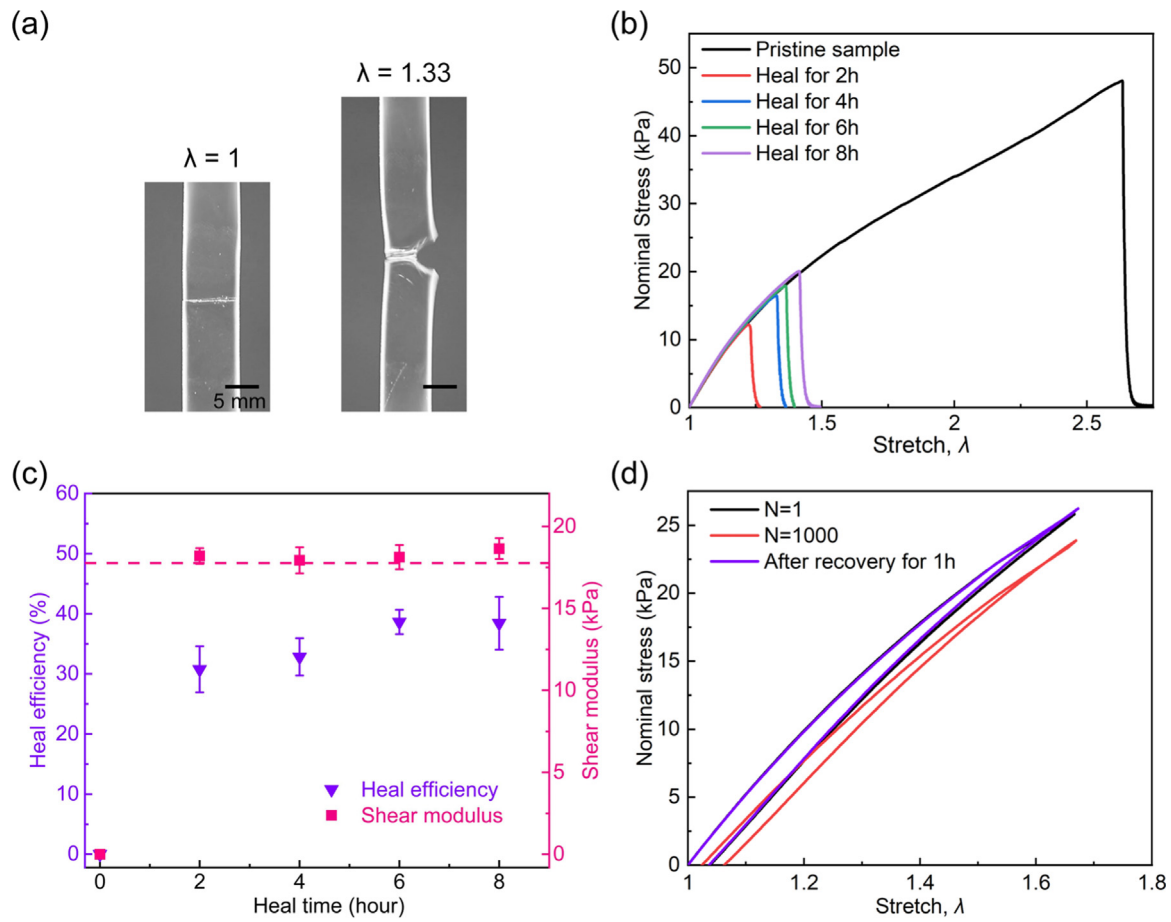 (a)
λ = 1
λ = 1.33
5 mm
(b)
Pristine sample
Heal for 2h
Heal for 4h
Heal for 6h
Heal for 8h
Nominal Stress (kPa)
50
40
30
20
10
0
1
1.5
2
2.5
Stretch, λ
(c)
Heal efficiency (%)
60
50
40
30
20
10
0
Heal efficiency
Shear modulus
20
15
10
5
0
Shear modulus (kPa)
0
2
4
6
8
Heal time (hour)
(d)
N=1
N=1000
After recovery for 1h
Nominal stress (kPa)
25
20
15
10
5
0
1
1.2
1.4
1.6
1.8
Stretch, λ